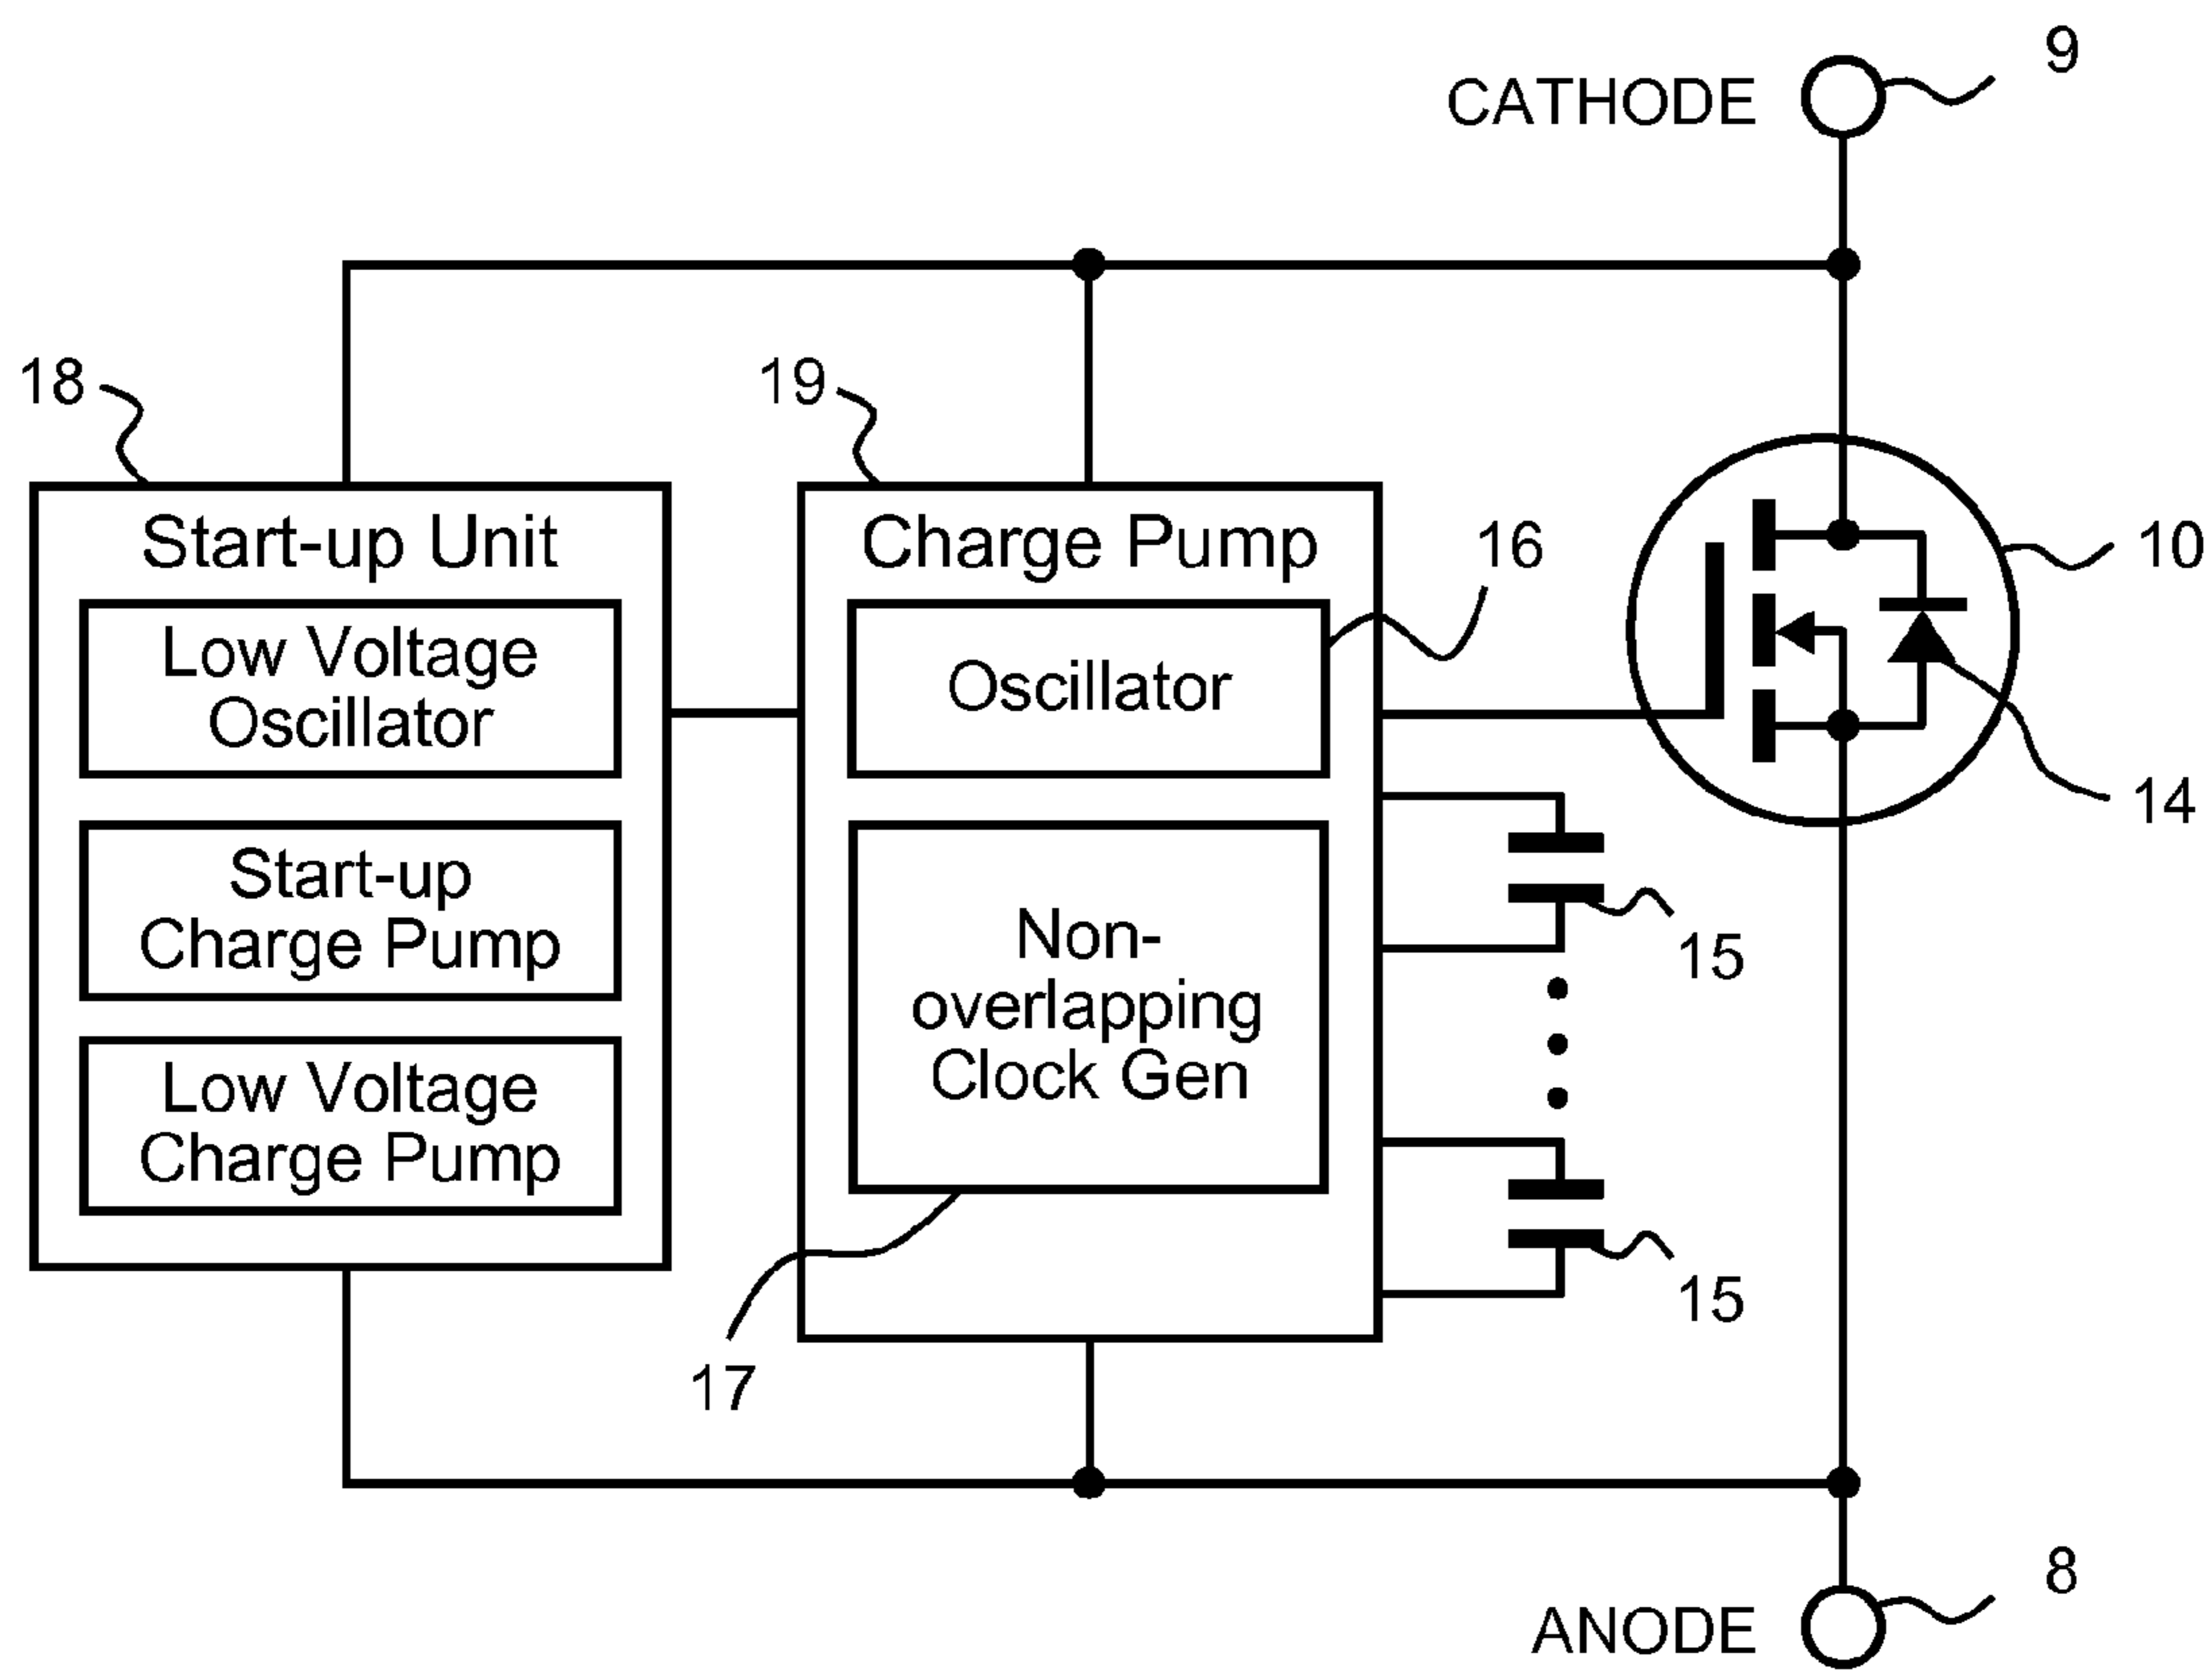 9
CATHODE
18
19
Start-up Unit
Charge Pump
16
10
Low Voltage
Oscillator
Oscillator
14
Start-up
Charge Pump
Non-
overlapping
Clock Gen
15
Low Voltage
Charge Pump
15
17
8
ANODE